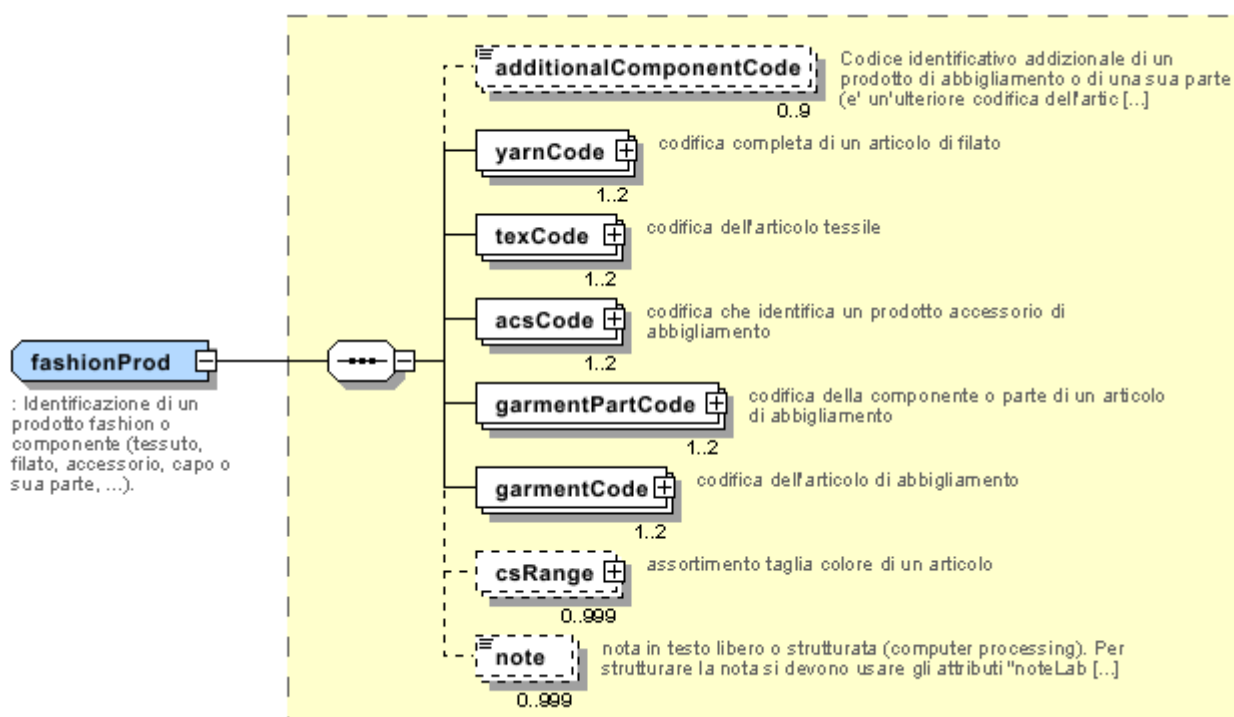 additionalComponentCode
0..9
Codice identificativo addizionale di un
prodotto di abbigliamento o di una sua parte
(e' un'ulteriore codifica dell'artic [...]
yarnCode
1..2
codifica completa di un articolo di filato
texCode
1..2
codifica dell'articolo tessile
acsCode
1..2
codifica che identifica un prodotto accessorio di
abbigliamento
fashionProd
: Identificazione di un
prodotto fashion o
componente (tessuto,
filato, accessorio, capo o
sua parte, ...).
garmentPartCode
1..2
codifica della componente o parte di un articolo
di abbigliamento
garmentCode
1..2
codifica dell'articolo di abbigliamento
csRange
0..999
assortimento taglia colore di un articolo
note
0..999
nota in testo libero o strutturata (computer processing). Per
strutturare la nota si devono usare gli attributi "noteLab [...]